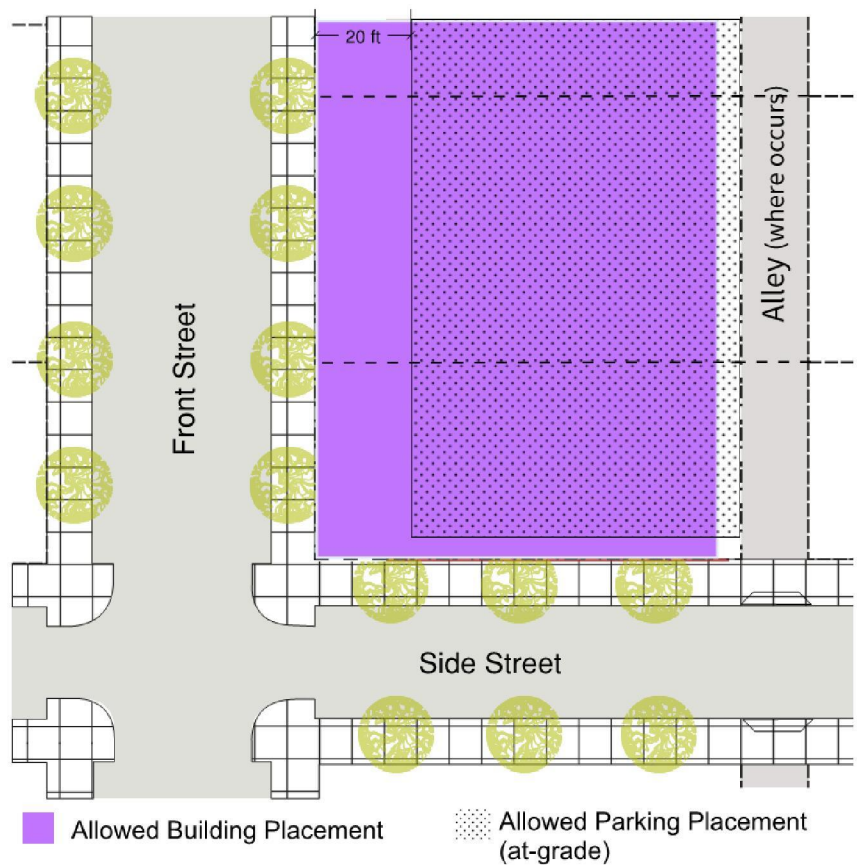 20 ft
Alley (where occurs)
Front Street
Side Street
Allowed Building Placement
Allowed Parking Placement
(at-grade)